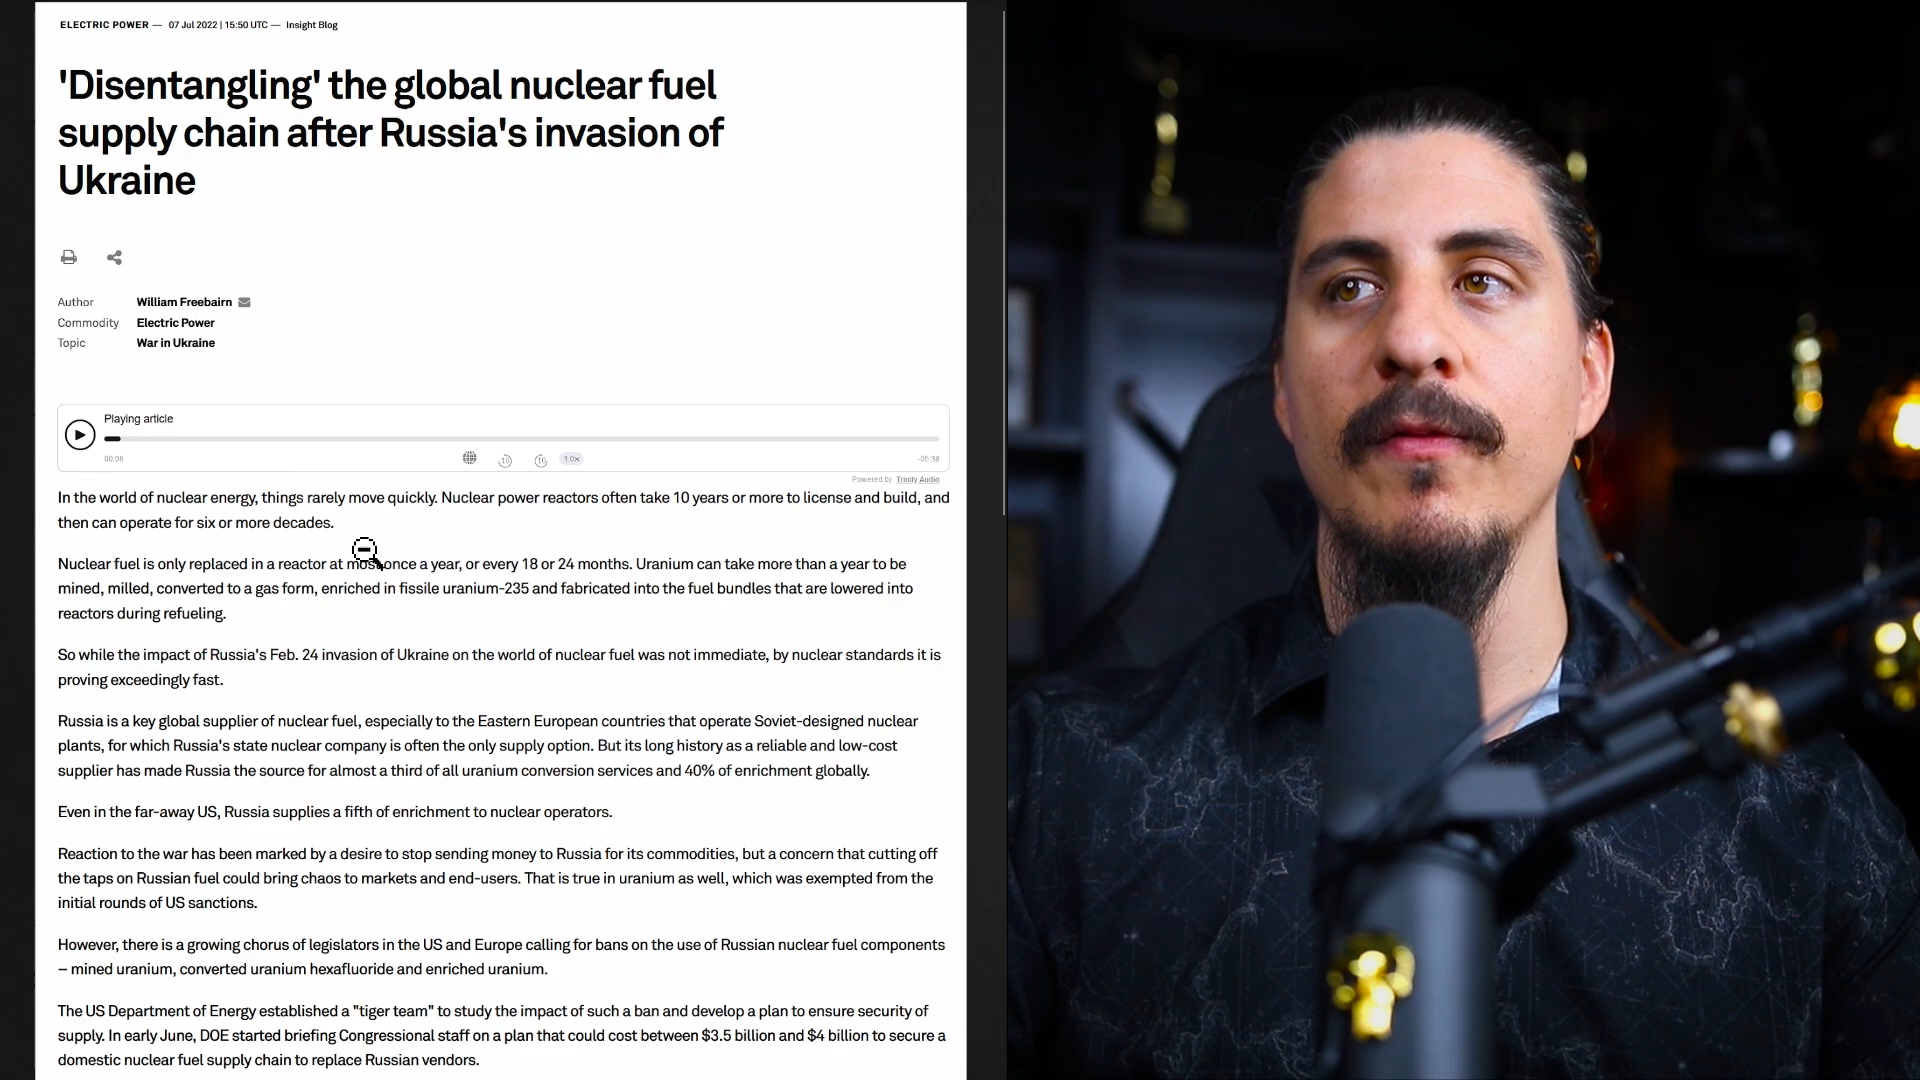 ELECTRIC POWER — 07 Jul 2022 | 15:50 UTC — Insight Blog
'Disentangling' the global nuclear fuel
supply chain after Russia's invasion of
Ukraine
Author William Freebairn
Commodity Electric Power
Topic War in Ukraine
Playing article
00:06 10 10 1.0x -05:38
Powered by Trinity Audio
In the world of nuclear energy, things rarely move quickly. Nuclear power reactors often take 10 years or more to license and build, and
then can operate for six or more decades.
Nuclear fuel is only replaced in a reactor at most once a year, or every 18 or 24 months. Uranium can take more than a year to be
mined, milled, converted to a gas form, enriched in fissile uranium-235 and fabricated into the fuel bundles that are lowered into
reactors during refueling.
So while the impact of Russia's Feb. 24 invasion of Ukraine on the world of nuclear fuel was not immediate, by nuclear standards it is
proving exceedingly fast.
Russia is a key global supplier of nuclear fuel, especially to the Eastern European countries that operate Soviet-designed nuclear
plants, for which Russia's state nuclear company is often the only supply option. But its long history as a reliable and low-cost
supplier has made Russia the source for almost a third of all uranium conversion services and 40% of enrichment globally.
Even in the far-away US, Russia supplies a fifth of enrichment to nuclear operators.
Reaction to the war has been marked by a desire to stop sending money to Russia for its commodities, but a concern that cutting off
the taps on Russian fuel could bring chaos to markets and end-users. That is true in uranium as well, which was exempted from the
initial rounds of US sanctions.
However, there is a growing chorus of legislators in the US and Europe calling for bans on the use of Russian nuclear fuel components
– mined uranium, converted uranium hexafluoride and enriched uranium.
The US Department of Energy established a "tiger team" to study the impact of such a ban and develop a plan to ensure security of
supply. In early June, DOE started briefing Congressional staff on a plan that could cost between $3.5 billion and $4 billion to secure a
domestic nuclear fuel supply chain to replace Russian vendors.